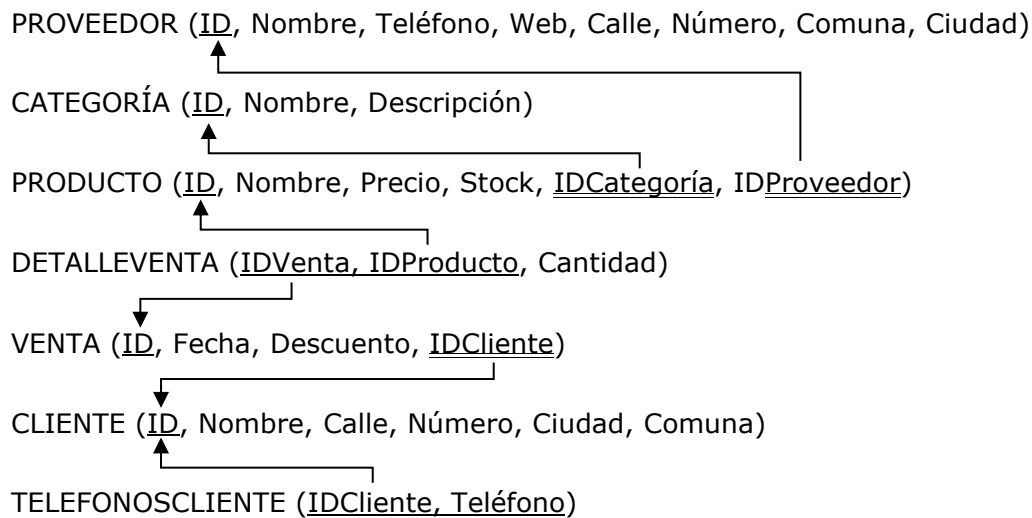 PROVEEDOR (ID, Nombre, Teléfono, Web, Calle, Número, Comuna, Ciudad)
CATEGORÍA (ID, Nombre, Descripción)
PRODUCTO (ID, Nombre, Precio, Stock, IDCategoría, IDProveedor)
DETALLEVENTA (IDVenta, IDProducto, Cantidad)
VENTA (ID, Fecha, Descuento, IDCliente)
CLIENTE (ID, Nombre, Calle, Número, Ciudad, Comuna)
TELEFONOSCLIENTE (IDCliente, Teléfono)